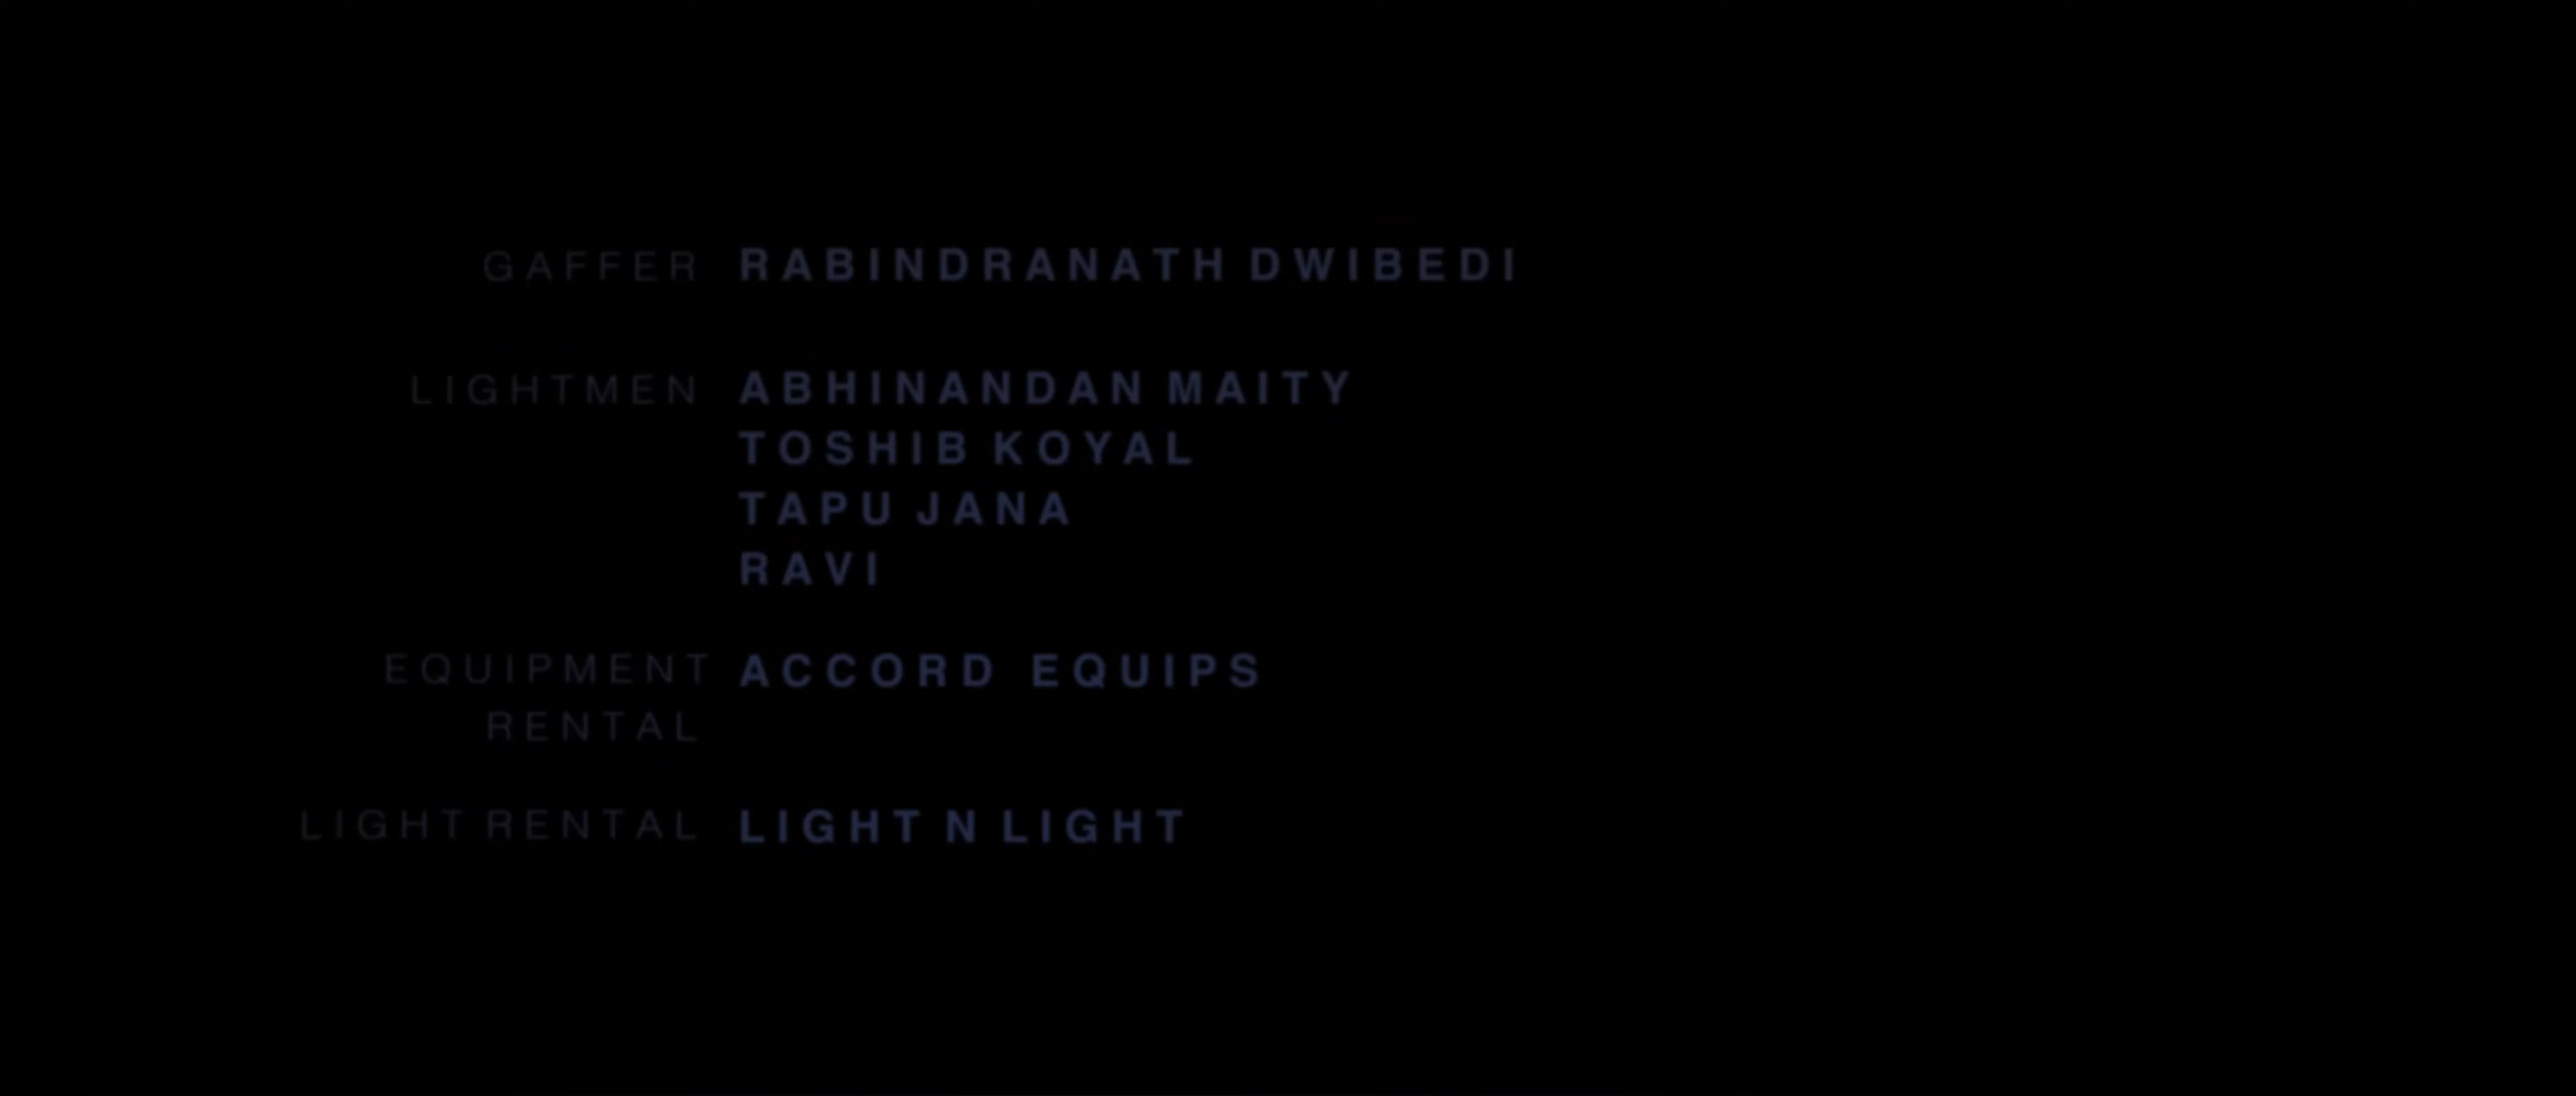 GAFFER RABINDRANATH DWIBEDI
LIGHTMEN ABHINANDAN MAITY
TOSHIB KOYAL
TAPU JANA
RAVI
EQUIPMENT ACCORD EQUIPS
RENTAL
LIGHT RENTAL LIGHT N LIGHT